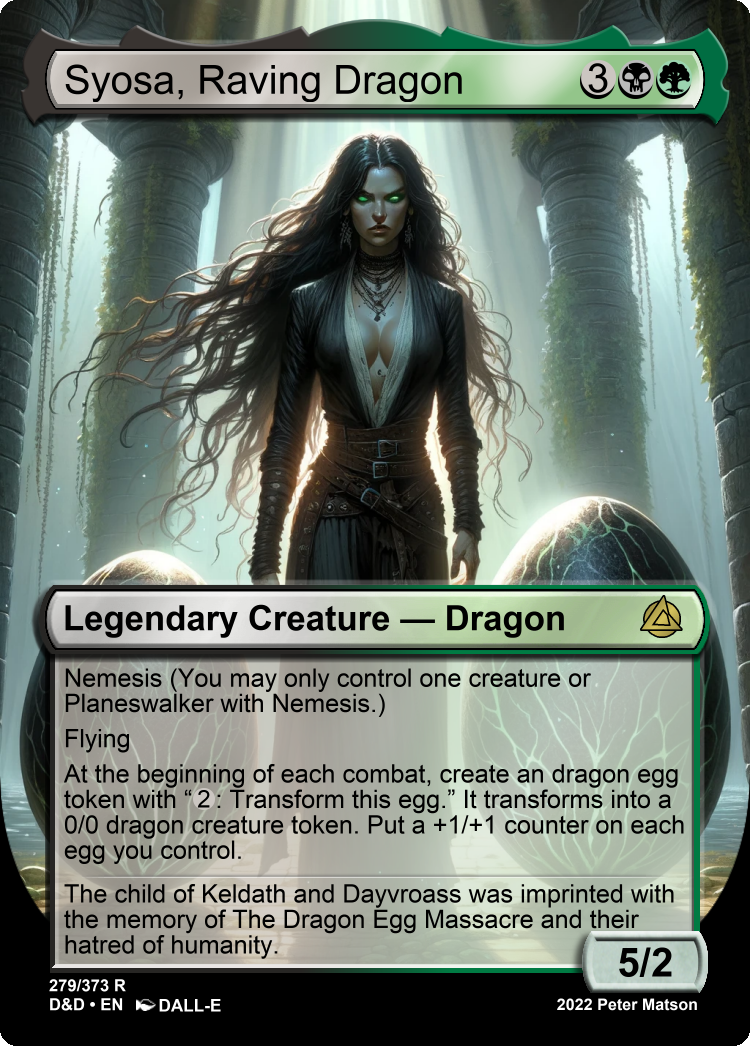 Syosa, Raving Dragon 3
Legendary Creature — Dragon
Nemesis (You may only control one creature or
Planeswalker with Nemesis.)
Flying
At the beginning of each combat, create an dragon egg
token with “2: Transform this egg.” It transforms into a
0/0 dragon creature token. Put a +1/+1 counter on each
egg you control.
The child of Keldath and Dayvroass was imprinted with
the memory of The Dragon Egg Massacre and their
hatred of humanity.
5/2
279/373 R
D&D • EN DALL-E
2022 Peter Matson